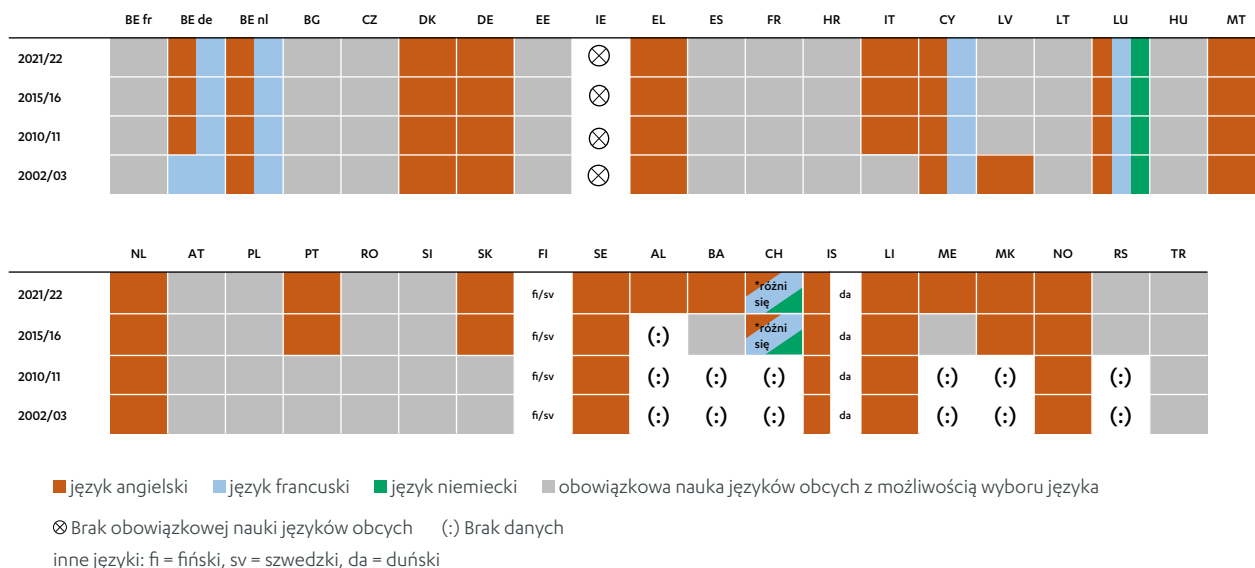 BE fr BE de BE nl BG CZ DK DE EE IE EL ES FR HR IT CY LV LT LU HU MT
2021/22
2015/16
2010/11
2002/03
NL AT PL PT RO SI SK FI SE AL BA CH IS LI ME MK NO RS TR
2021/22 fi/sv *różni się da
2015/16 fi/sv (:) *różni się da
2010/11 fi/sv (:) (:) (:) da (:) (:) (:)
2002/03 fi/sv (:) (:) (:) da (:) (:) (:)
język angielski język francuski język niemiecki obowiązkowa nauka języków obcych z możliwością wyboru języka
Brak obowiązkowej nauki języków obcych (:) Brak danych
inne języki: fi = fiński, sv = szwedzki, da = duński